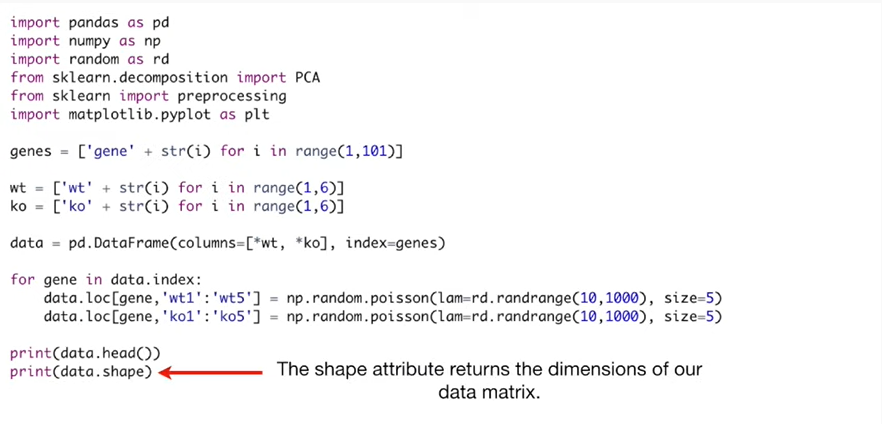 import pandas as pd
import numpy as np
import random as rd
from sklearn.decomposition import PCA
from sklearn import preprocessing
import matplotlib.pyplot as plt

genes = ['gene' + str(i) for i in range(1,101)]

wt = ['wt' + str(i) for i in range(1,6)]
ko = ['ko' + str(i) for i in range(1,6)]

data = pd.DataFrame(columns=[*wt, *ko], index=genes)

for gene in data.index:
    data.loc[gene,'wt1':'wt5'] = np.random.poisson(lam=rd.randrange(10,1000), size=5)
    data.loc[gene,'ko1':'ko5'] = np.random.poisson(lam=rd.randrange(10,1000), size=5)

print(data.head())
print(data.shape)
The shape attribute returns the dimensions of our
data matrix.